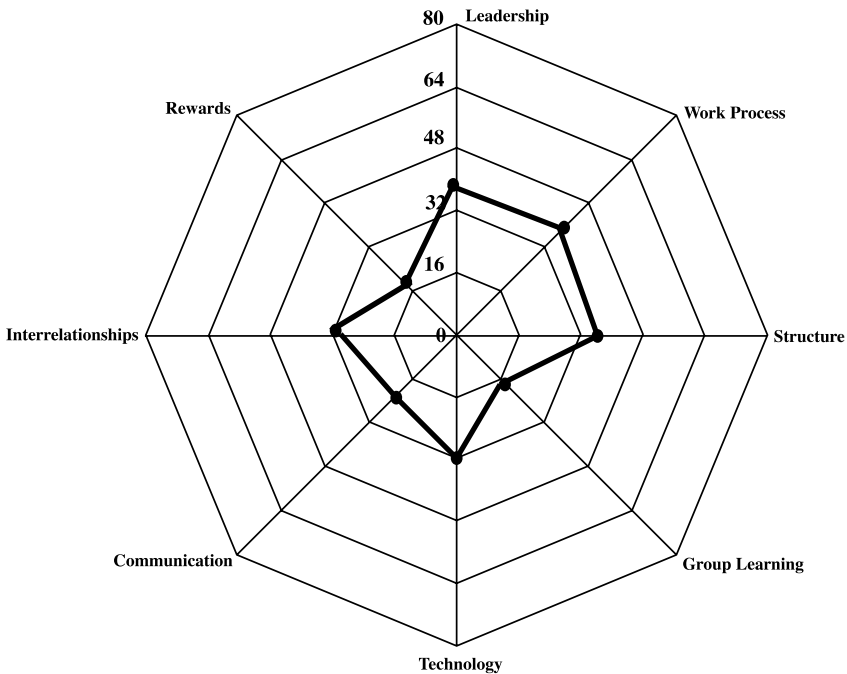 80
Leadership
64
Rewards
Work Process
48
32
16
Interrelationships
0
Structure
Communication
Group Learning
Technology